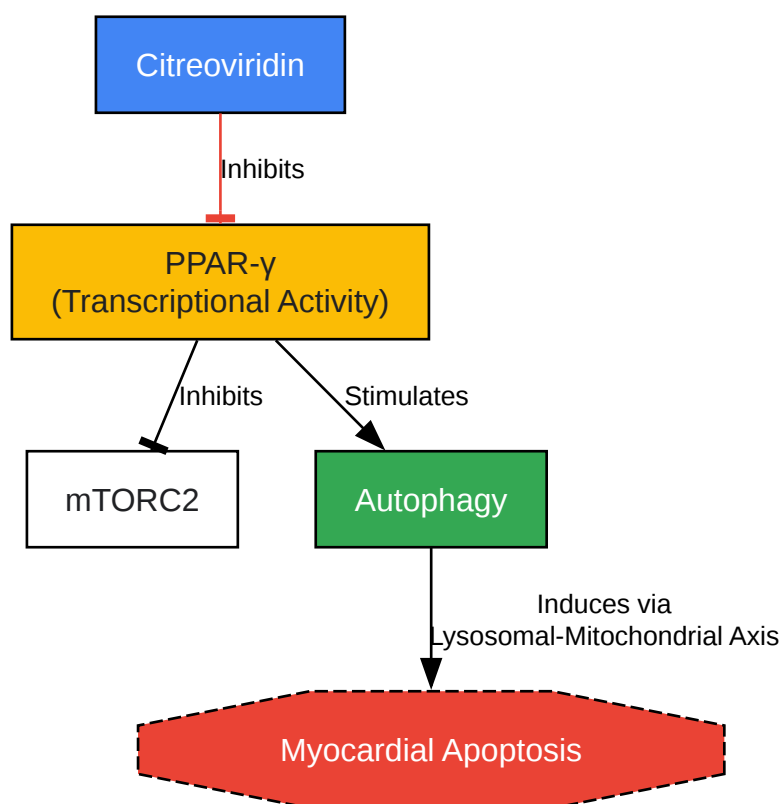 Citreoviridin
Inhibits
PPAR-γ
(Transcriptional Activity)
Inhibits
Stimulates
mTORC2
Autophagy
Induces via
Lysosomal-Mitochondrial Axis
Myocardial Apoptosis